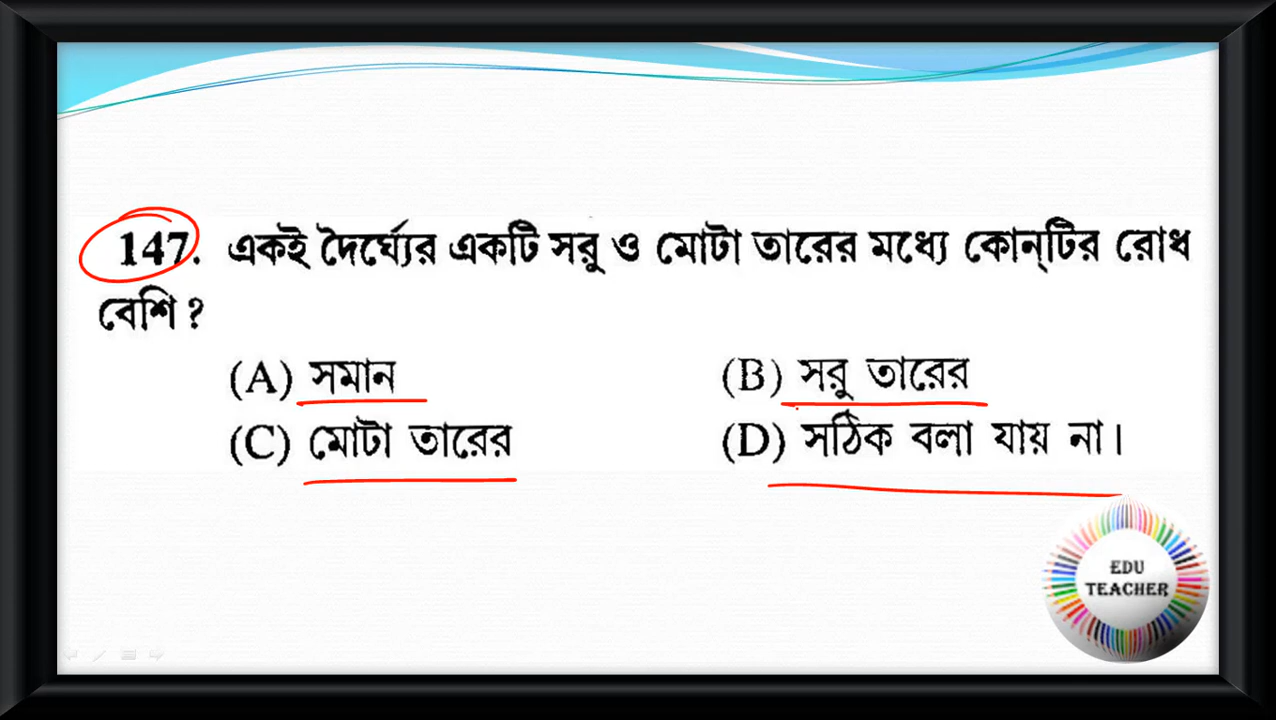 147. একই দৈর্ঘ্যের একটি সরু ও মোটা তারের মধ্যে কোন্‌টির রোধ
বেশি ?
(A) সমান (B) সরু তারের
(C) মোটা তারের (D) সঠিক বলা যায় না।
EDU
TEACHER